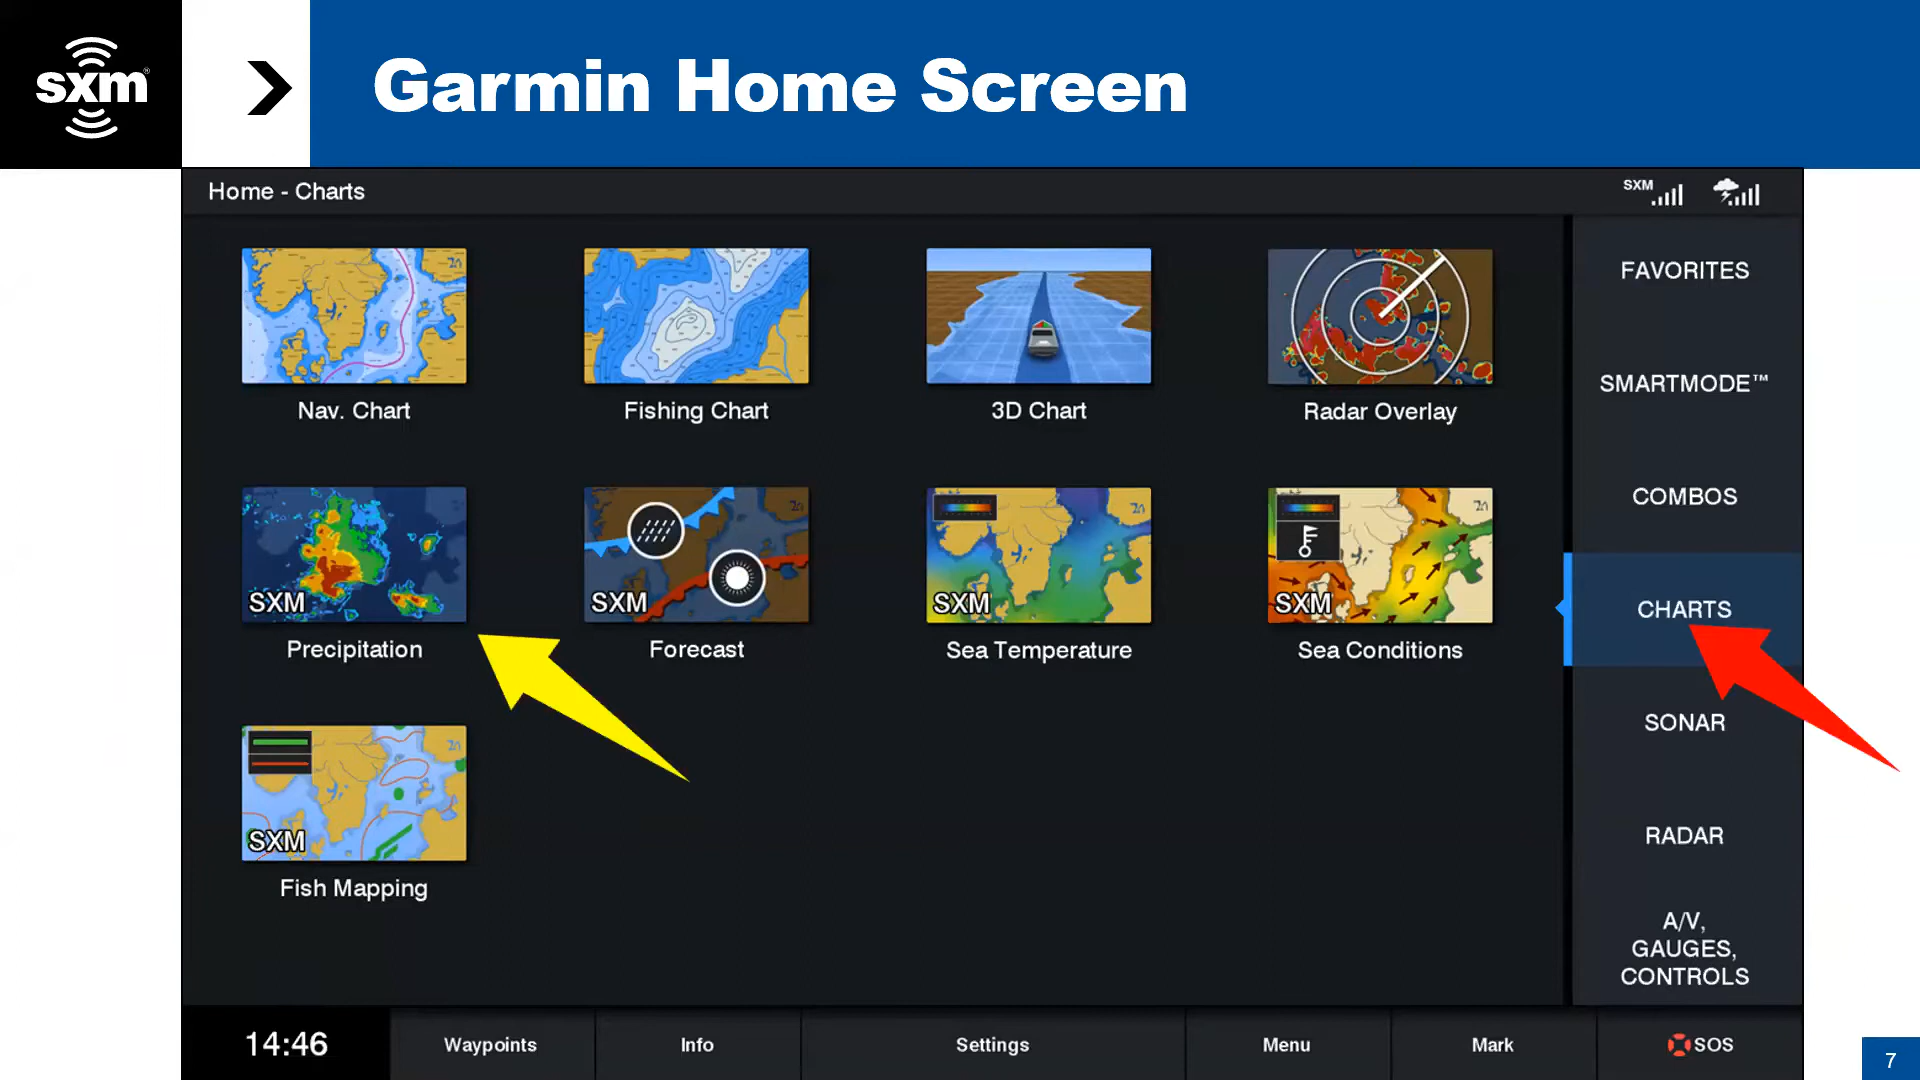 sxm
Garmin Home Screen
Home - Charts
SXM
FAVORITES
Nav. Chart
Fishing Chart
3D Chart
Radar Overlay
SMARTMODE™
COMBOS
SXM
SXM
SXM
SXM
Precipitation
Forecast
Sea Temperature
Sea Conditions
CHARTS
SONAR
SXM
Fish Mapping
RADAR
A/V,
GAUGES,
CONTROLS
14:46
Waypoints
Info
Settings
Menu
Mark
SOS
7